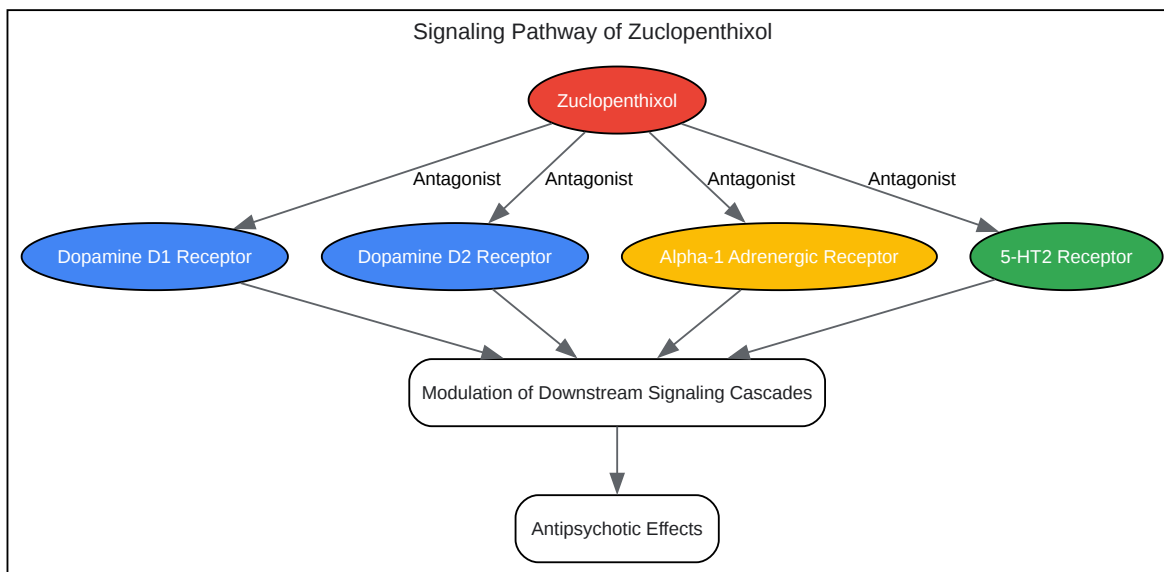 Signaling Pathway of Zuclopenthixol
Zuclopenthixol
Antagonist
Antagonist
Antagonist
Antagonist
Dopamine D1 Receptor
Dopamine D2 Receptor
Alpha-1 Adrenergic Receptor
5-HT2 Receptor
Modulation of Downstream Signaling Cascades
Antipsychotic Effects